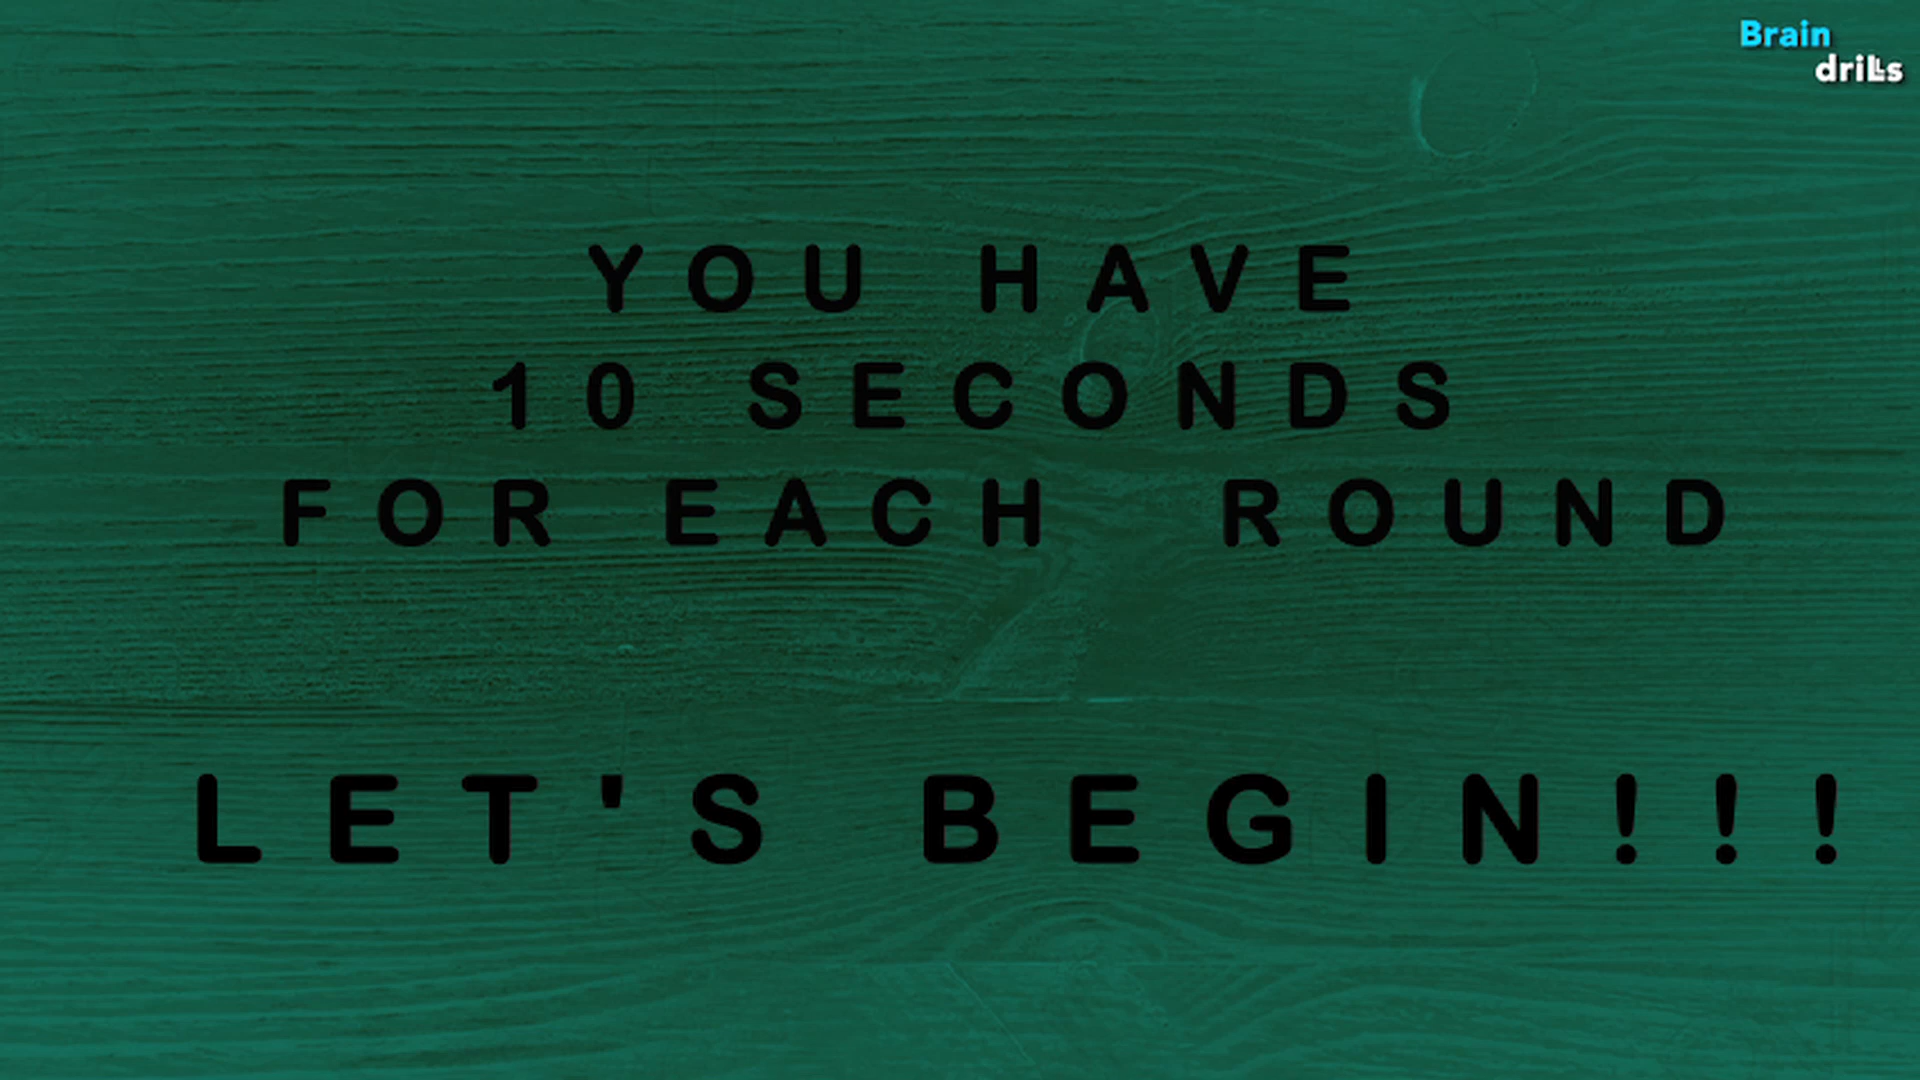 Brain
drills
YOU HAVE
10 SECONDS
FOR EACH ROUND
LET'S BEGIN!!!